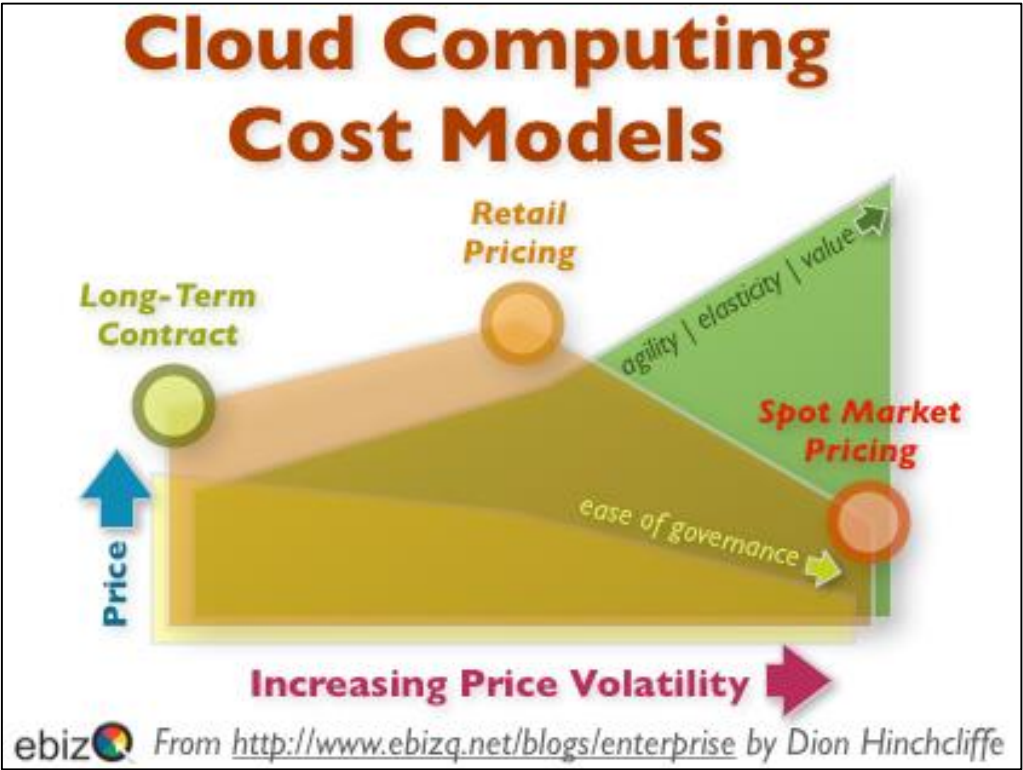 Cloud Computing
Cost Models
Retail
Pricing
Long-Term
Contract
agility | elasticity | value
Spot Market
Pricing
ease of governance
Price
Increasing Price Volatility
ebizQ From http://www.ebizq.net/blogs/enterprise by Dion Hinchcliffe